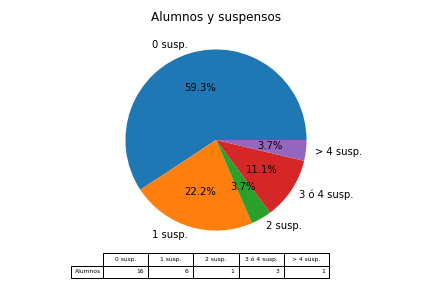 Alumnos y suspensos
0 susp.
59.3%
3.7%
> 4 susp.
11.1%
3.7%
22.2%
3 ó 4 susp.
2 susp.
1 susp.
0 susp. 1 susp. 2 susp. 3 ó 4 susp. > 4 susp.
Alumnos 16 6 1 3 1